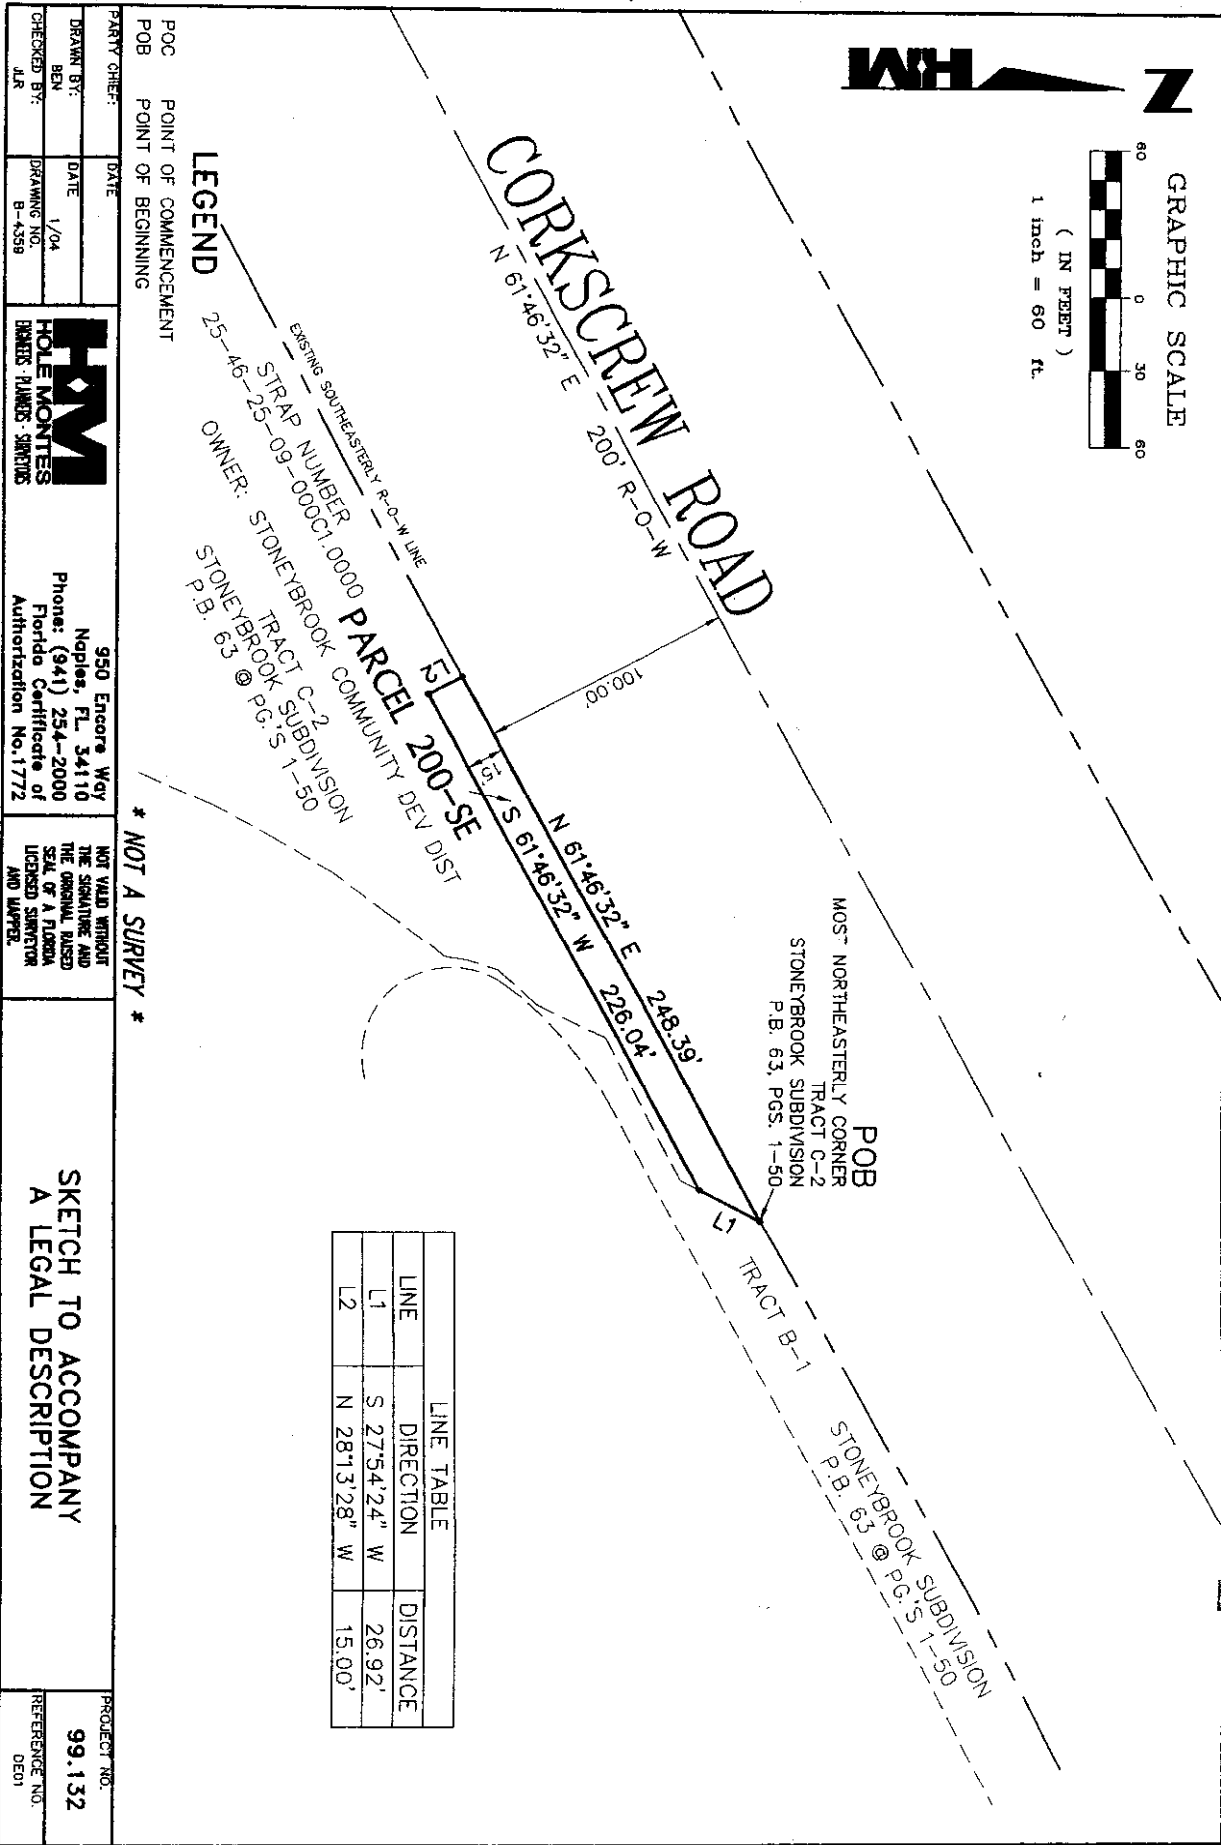 Z
HM
GRAPHIC SCALE
60 0 30 60
( IN FEET )
1 inch = 60 ft.
CORKSCREW ROAD
N 61°46'32" E 200' R-O-W
100.00'
POB
MOST NORTHEASTERLY CORNER
TRACT C-2
STONEYBROOK SUBDIVISION
P.B. 63, PGS. 1-50
EXISTING SOUTHEASTERLY R-O-W LINE
N 61°46'32" E 248.39'
S 61°46'32" W 226.04'
15'
L2
L1
TRACT B-1
STONEYBROOK SUBDIVISION
P.B. 63 @ PG.'S 1-50
PARCEL 200-SE
STRAP NUMBER
25-46-25-09-000C1.0000
OWNER: STONEYBROOK COMMUNITY DEV DIST
TRACT C-2
STONEYBROOK SUBDIVISION
P.B. 63 @ PG.'S 1-50
LINE TABLE
LINE DIRECTION DISTANCE
L1 S 27°54'24" W 26.92'
L2 N 28°13'28" W 15.00'
LEGEND
POC POINT OF COMMENCEMENT
POB POINT OF BEGINNING
* NOT A SURVEY *
PARTY CHIEF: DATE
DRAWN BY: DATE
BEN 1/04
CHECKED BY: DRAWING NO.
JLR B-4359
HM
HOLE MONTES
ENGINEERS - PLANNERS - SURVEYORS
950 Encore Way
Naples, FL. 34110
Phone: (941) 254-2000
Florida Certificate of
Authorization No.1772
NOT VALID WITHOUT
THE SIGNATURE AND
THE ORIGINAL RAISED
SEAL OF A FLORIDA
LICENSED SURVEYOR
AND MAPPER.
SKETCH TO ACCOMPANY
A LEGAL DESCRIPTION
PROJECT NO.
99.132
REFERENCE NO.
DE01